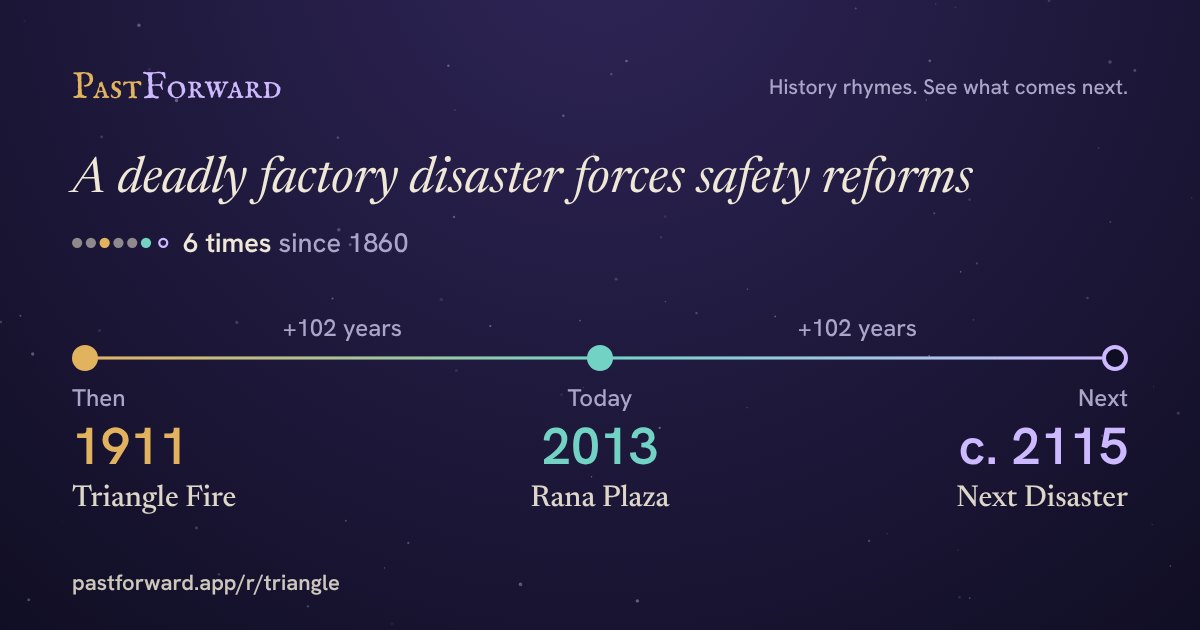 PastForward
History rhymes. See what comes next.
A deadly factory disaster forces safety reforms
6 times since 1860
+102 years
+102 years
Then
Today
Next
1911
2013
c. 2115
Triangle Fire
Rana Plaza
Next Disaster
pastforward.app/r/triangle